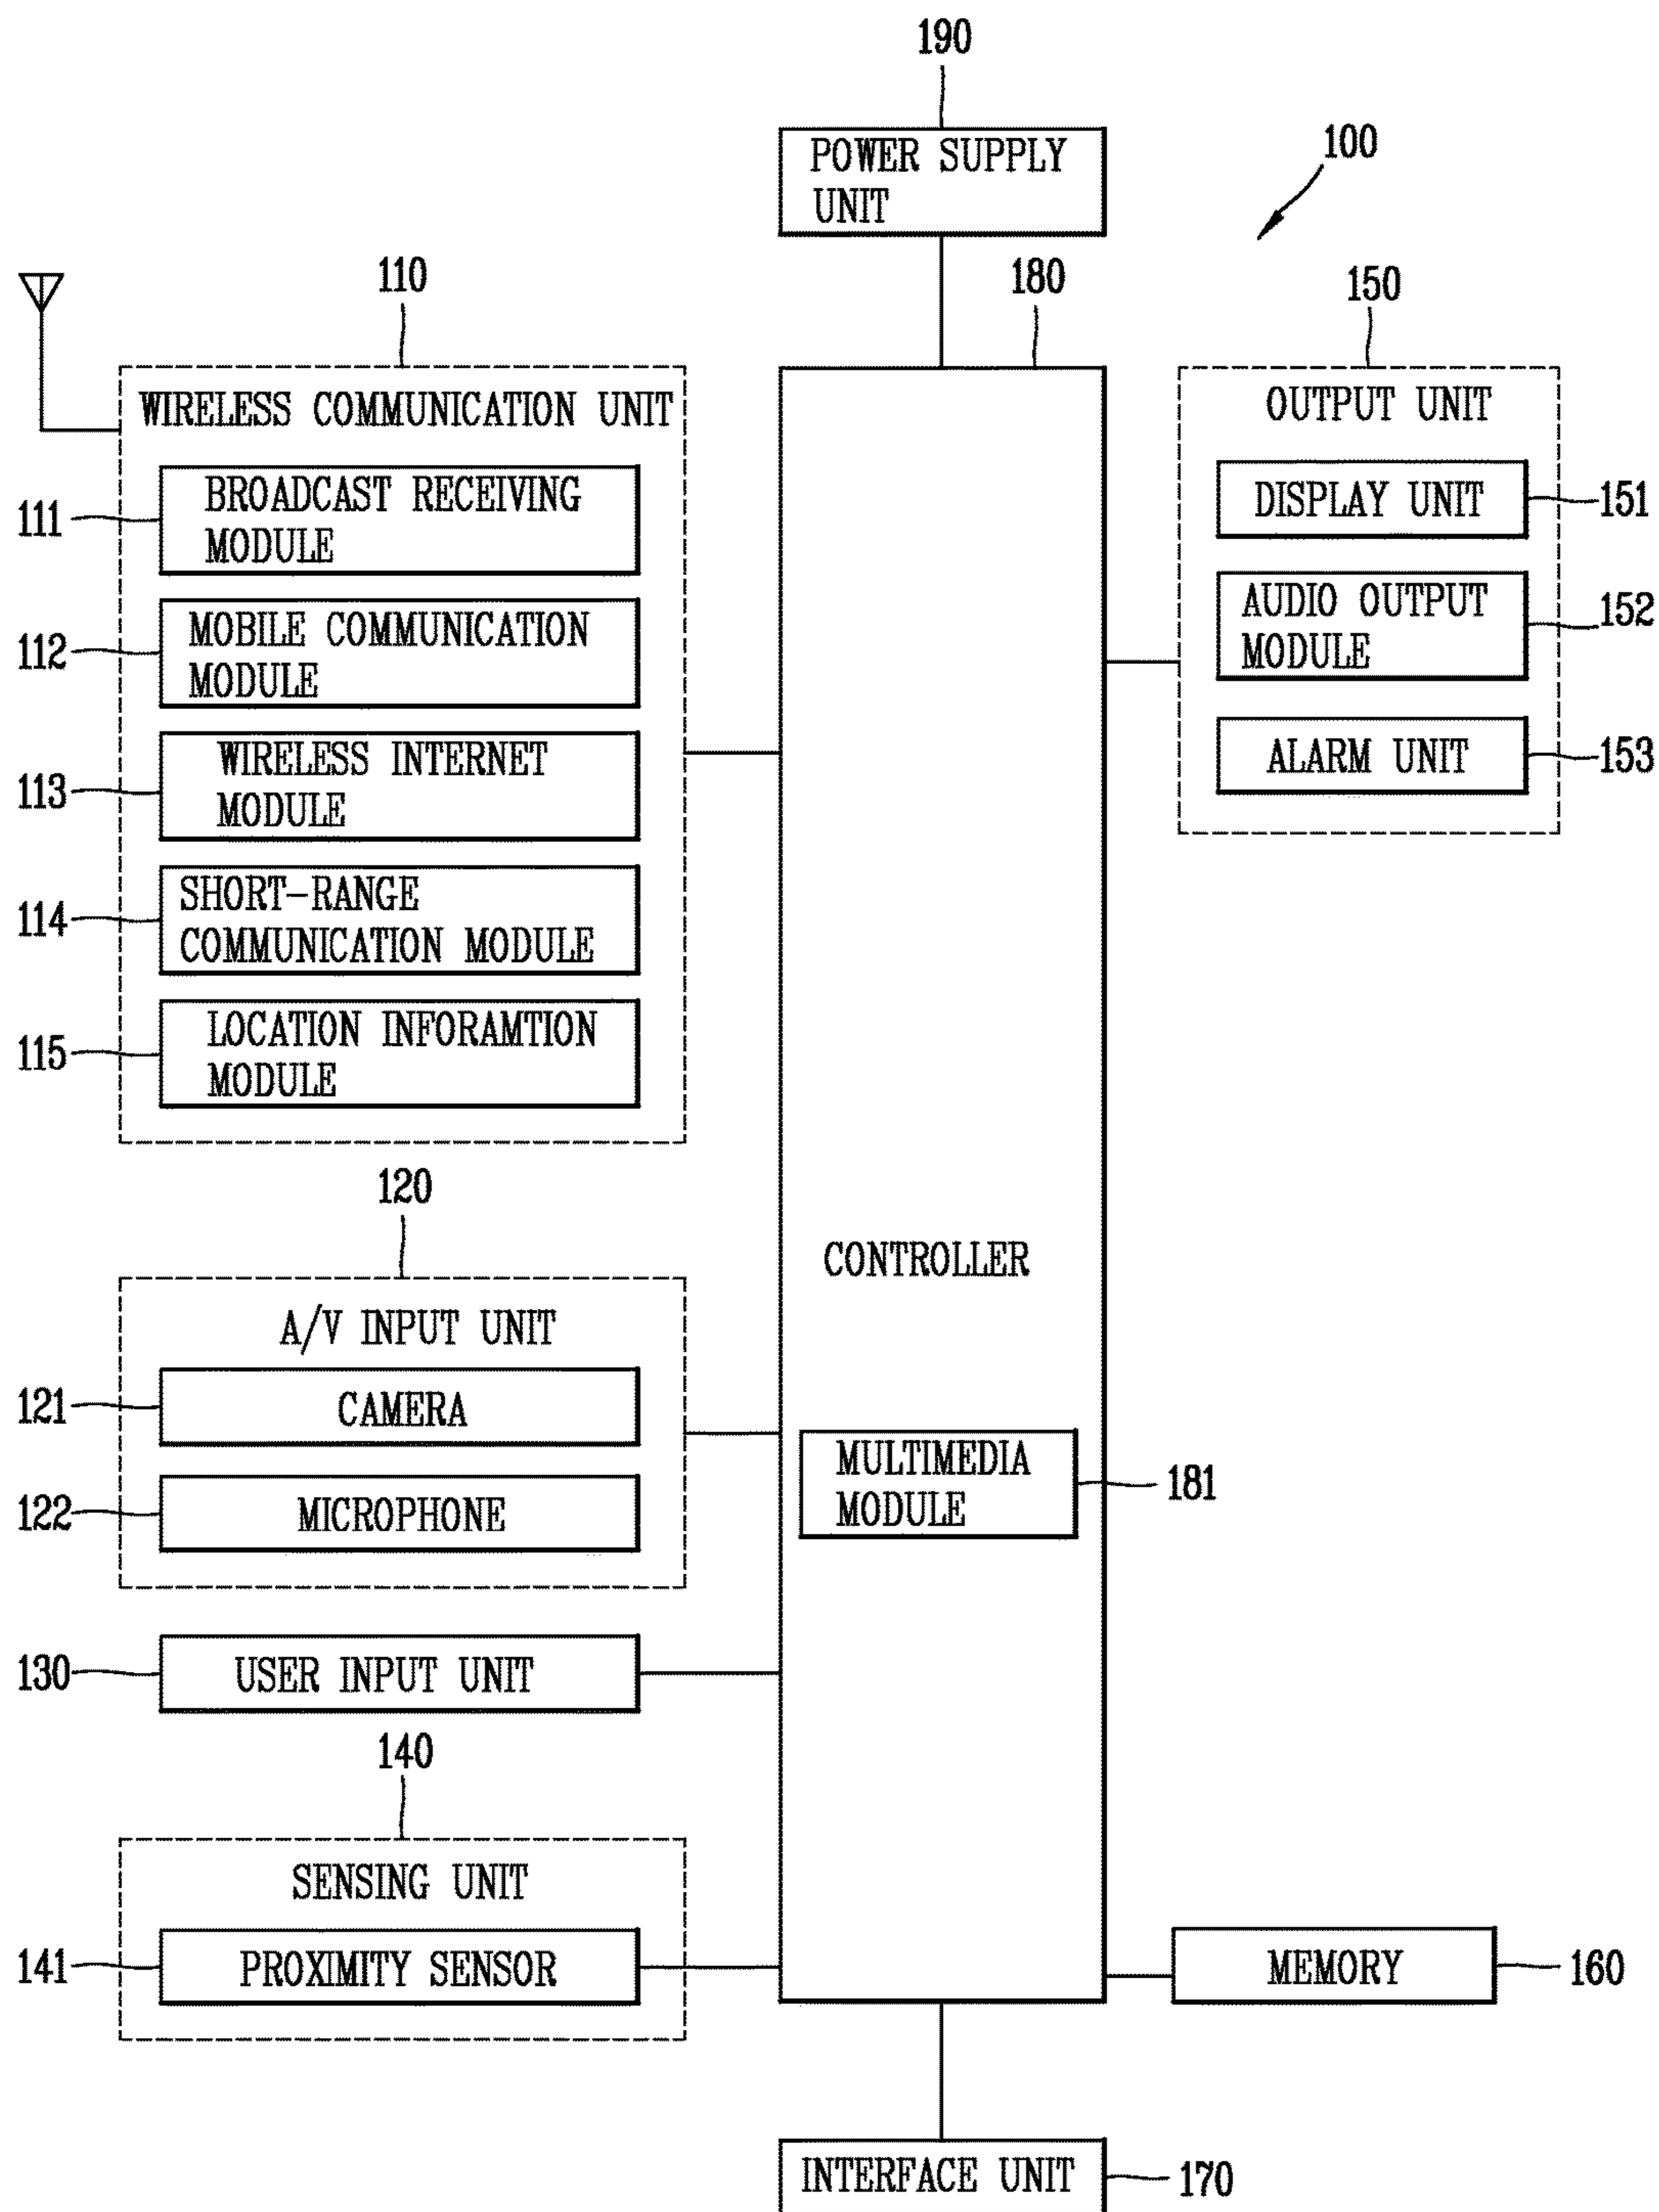 190
POWER SUPPLY
UNIT
100
110
180
150
WIRELESS COMMUNICATION UNIT
111
BROADCAST RECEIVING
MODULE
112
MOBILE COMMUNICATION
MODULE
113
WIRELESS INTERNET
MODULE
114
SHORT-RANGE
COMMUNICATION MODULE
115
LOCATION INFORAMTION
MODULE
OUTPUT UNIT
DISPLAY UNIT
151
AUDIO OUTPUT
MODULE
152
ALARM UNIT
153
120
A/V INPUT UNIT
121
CAMERA
122
MICROPHONE
CONTROLLER
MULTIMEDIA
MODULE
181
130
USER INPUT UNIT
140
SENSING UNIT
141
PROXIMITY SENSOR
MEMORY
160
INTERFACE UNIT
170